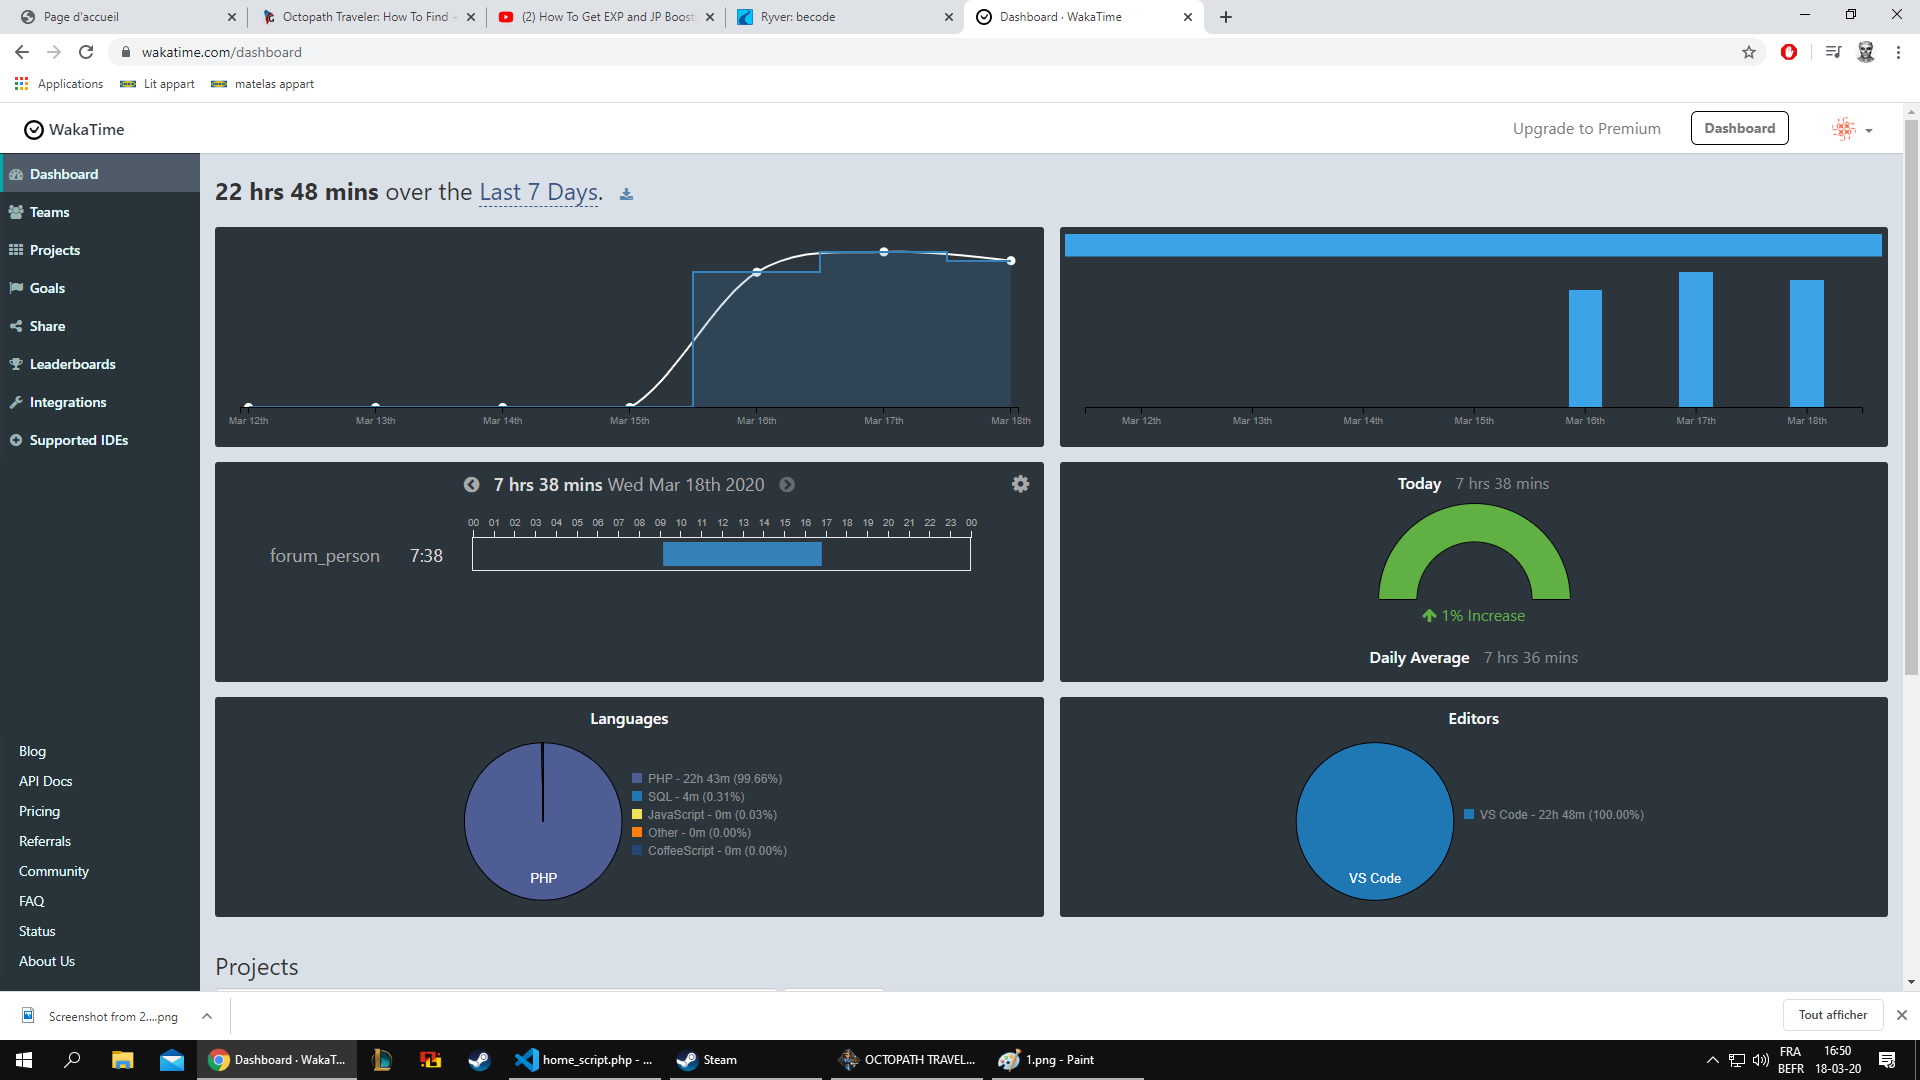 Page d'accueil
Octopath Traveler: How To Find
(2) How To Get EXP and JP Boost
Ryver: becode
Dashboard · WakaTime
wakatime.com/dashboard
Applications
Lit appart
matelas appart
WakaTime
Upgrade to Premium
Dashboard
Dashboard
Teams
Projects
Goals
Share
Leaderboards
Integrations
Supported IDEs
Blog
API Docs
Pricing
Referrals
Community
FAQ
Status
About Us
22 hrs 48 mins over the Last 7 Days.
Mar 12th Mar 13th Mar 14th Mar 15th Mar 16th Mar 17th Mar 18th
Mar 12th Mar 13th Mar 14th Mar 15th Mar 16th Mar 17th Mar 18th
7 hrs 38 mins Wed Mar 18th 2020
00 01 02 03 04 05 06 07 08 09 10 11 12 13 14 15 16 17 18 19 20 21 22 23 00
forum_person 7:38
Today 7 hrs 38 mins
1% Increase
Daily Average 7 hrs 36 mins
Languages
PHP - 22h 43m (99.66%)
SQL - 4m (0.31%)
JavaScript - 0m (0.03%)
Other - 0m (0.00%)
CoffeeScript - 0m (0.00%)
PHP
Editors
VS Code - 22h 48m (100.00%)
VS Code
Projects
Screenshot from 2....png
Tout afficher
Dashboard · WakaT...
home_script.php - ...
Steam
OCTOPATH TRAVEL...
1.png - Paint
FRA
BEFR
16:50
18-03-20